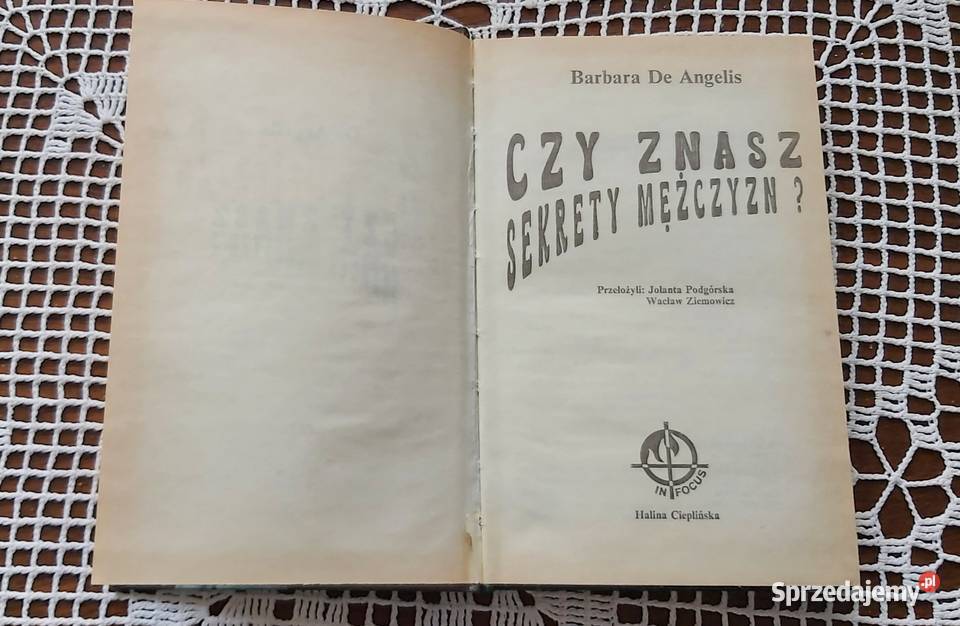 Barbara De Angelis
CZY ZNASZ
SEKRETY MĘŻCZYZN ?
Przełożyli: Jolanta Podgórska
Wacław Ziemowicz
IN FOCUS
Halina Cieplińska
Sprzedajemy.pl